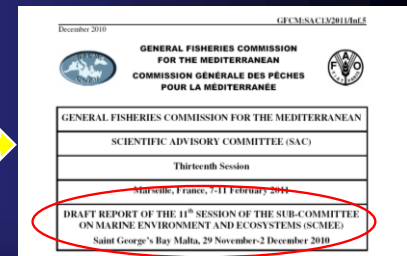 GFCM:SAC13/2011/Inf.5
December 2010
GENERAL FISHERIES COMMISSION
FOR THE MEDITERRANEAN
COMMISSION GÉNÉRALE DES PÊCHES
POUR LA MÉDITERRANÉE
GENERAL FISHERIES COMMISSION FOR THE MEDITERRANEAN
SCIENTIFIC ADVISORY COMMITTEE (SAC)
Thirteenth Session
Marseille, France, 7-11 February 2011
DRAFT REPORT OF THE 11th SESSION OF THE SUB-COMMITTEE
ON MARINE ENVIRONMENT AND ECOSYSTEMS (SCMEE)
Saint George's Bay Malta, 29 November-2 December 2010